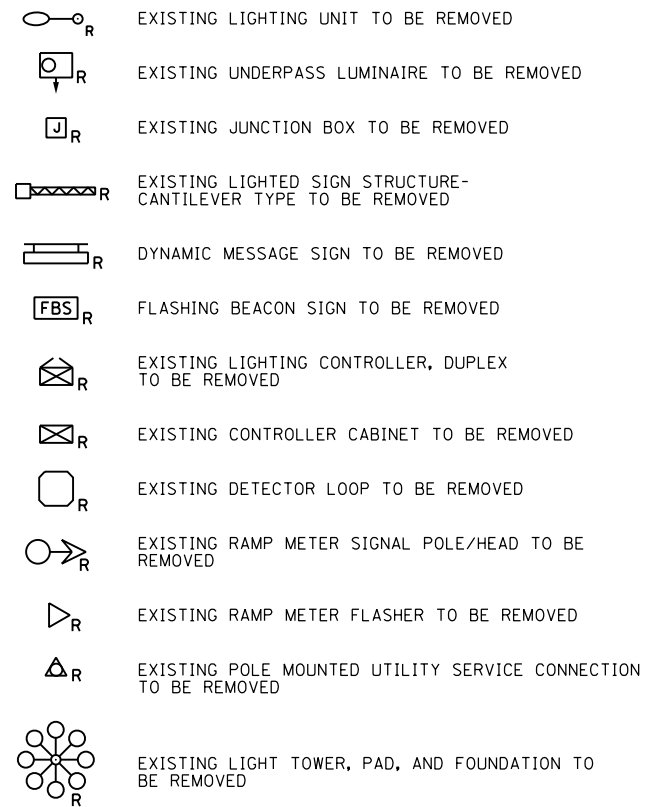 R EXISTING LIGHTING UNIT TO BE REMOVED
R EXISTING UNDERPASS LUMINAIRE TO BE REMOVED
J R EXISTING JUNCTION BOX TO BE REMOVED
R EXISTING LIGHTED SIGN STRUCTURE-
CANTILEVER TYPE TO BE REMOVED
R DYNAMIC MESSAGE SIGN TO BE REMOVED
FBS R FLASHING BEACON SIGN TO BE REMOVED
R EXISTING LIGHTING CONTROLLER, DUPLEX
TO BE REMOVED
R EXISTING CONTROLLER CABINET TO BE REMOVED
R EXISTING DETECTOR LOOP TO BE REMOVED
R EXISTING RAMP METER SIGNAL POLE/HEAD TO BE
REMOVED
R EXISTING RAMP METER FLASHER TO BE REMOVED
R EXISTING POLE MOUNTED UTILITY SERVICE CONNECTION
TO BE REMOVED
R EXISTING LIGHT TOWER, PAD, AND FOUNDATION TO
BE REMOVED